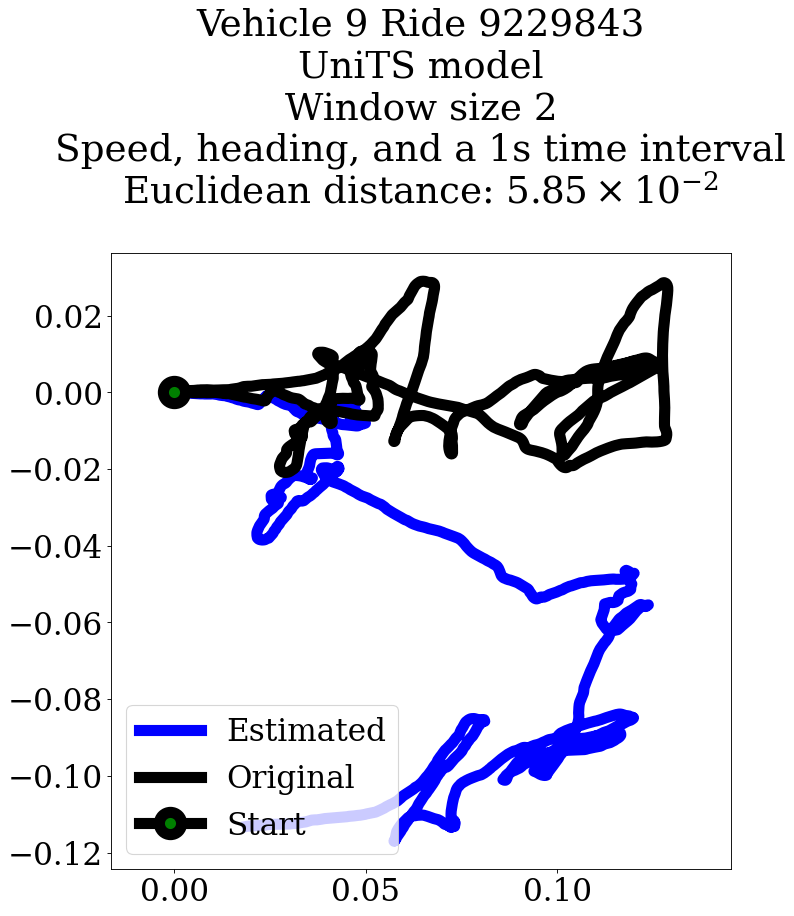 Vehicle 9 Ride 9229843
UniTS model
Window size 2
Speed, heading, and a 1s time interval
Euclidean distance: 5.85 × 10⁻²
0.02
0.00
−0.02
−0.04
−0.06
−0.08
−0.10
−0.12
Estimated
Original
Start
0.00 0.05 0.10